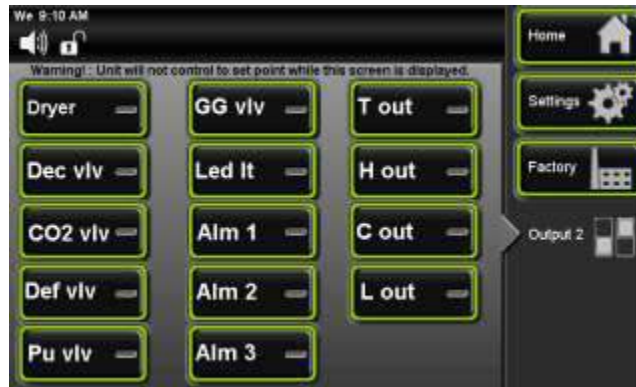 We 9:10 AM
Warning! : Unit will not control to set point while this screen is displayed.
Dryer
GG vlv
T out
Dec vlv
Led lt
H out
CO2 vlv
Alm 1
C out
Def vlv
Alm 2
L out
Pu vlv
Alm 3
Home
Settings
Factory
Output 2